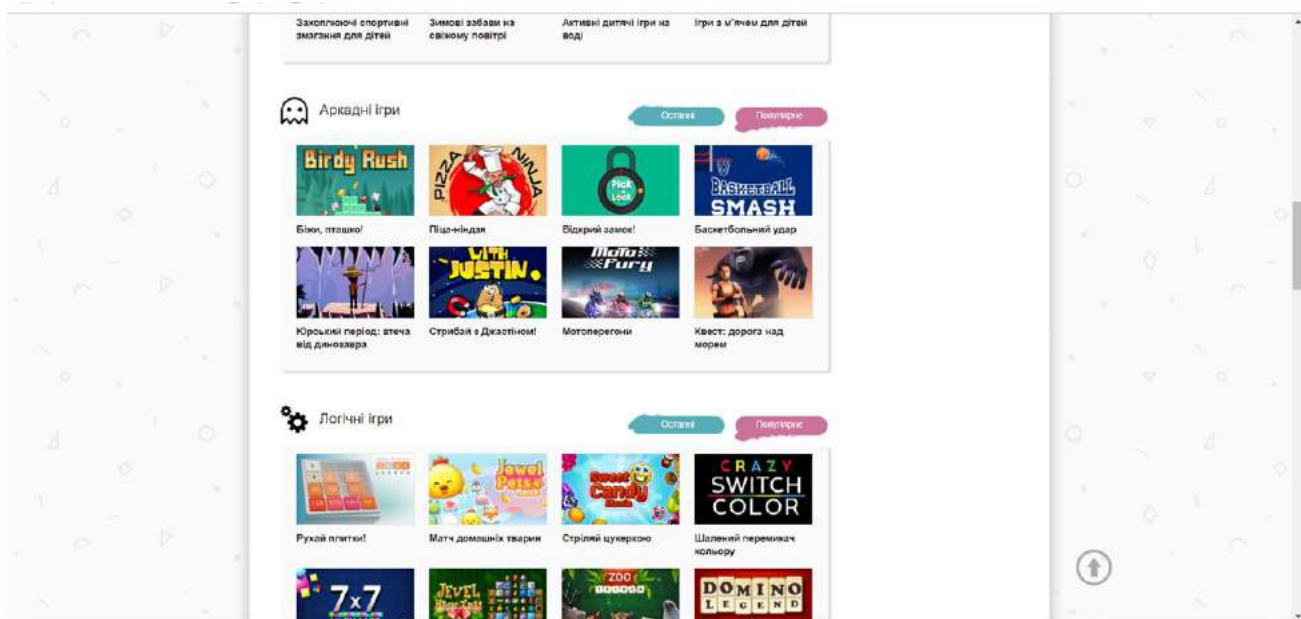 Захоплюючі спортивні змагання для дітей
Зимові забави на свіжому повітрі
Активні дитячі ігри на воді
Ігри з м'ячем для дітей
Аркадні ігри
Останні
Популярне
Birdy Rush
PIZZA NINJA
Pick a Lock
BASKETBALL SMASH
Біжи, пташко!
Піца-ніндзя
Відкрий замок!
Баскетбольний удар
WITH JUSTIN
Moto Fury
Юрський період: втеча від динозавра
Стрибай з Джастіном!
Мотоперегони
Квест: дорога над морем
Логічні ігри
Останні
Популярне
Jewel Pets
Sweet Candy Mania
CRAZY SWITCH COLOR
Рухай плитки!
Матч домашніх тварин
Стріляй цукеркою
Шалений перемикач кольору
7x7
JEVEL
ZOO
DOMINO LEGEND